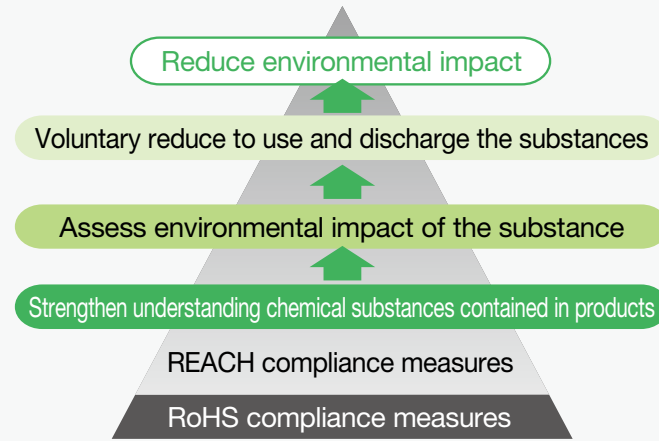 Reduce environmental impact
Voluntary reduce to use and discharge the substances
Assess environmental impact of the substance
Strengthen understanding chemical substances contained in products
REACH compliance measures
RoHS compliance measures